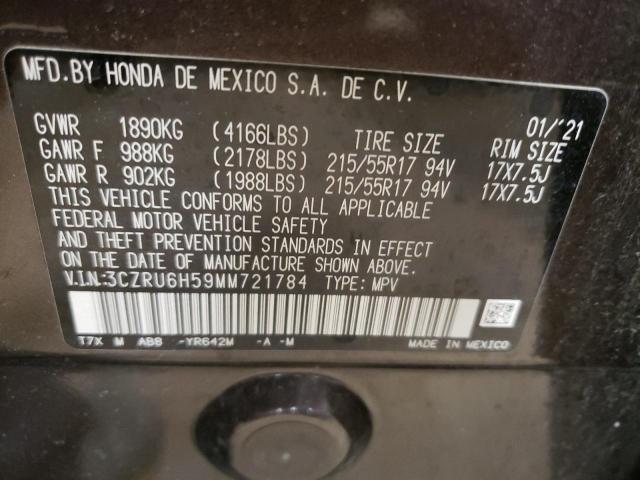 MFD.BY HONDA DE MEXICO S.A. DE C.V.
01/'21
GVWR 1890KG (4166LBS) TIRE SIZE RIM SIZE
GAWR F 988KG (2178LBS) 215/55R17 94V 17X7.5J
GAWR R 902KG (1988LBS) 215/55R17 94V 17X7.5J
THIS VEHICLE CONFORMS TO ALL APPLICABLE
FEDERAL MOTOR VEHICLE SAFETY
AND THEFT PREVENTION STANDARDS IN EFFECT
ON THE DATE OF MANUFACTURE SHOWN ABOVE.
V.I.N:3CZRU6H59MM721784 TYPE: MPV
T7X M ABS -YR642M -A -M MADE IN MEXICO